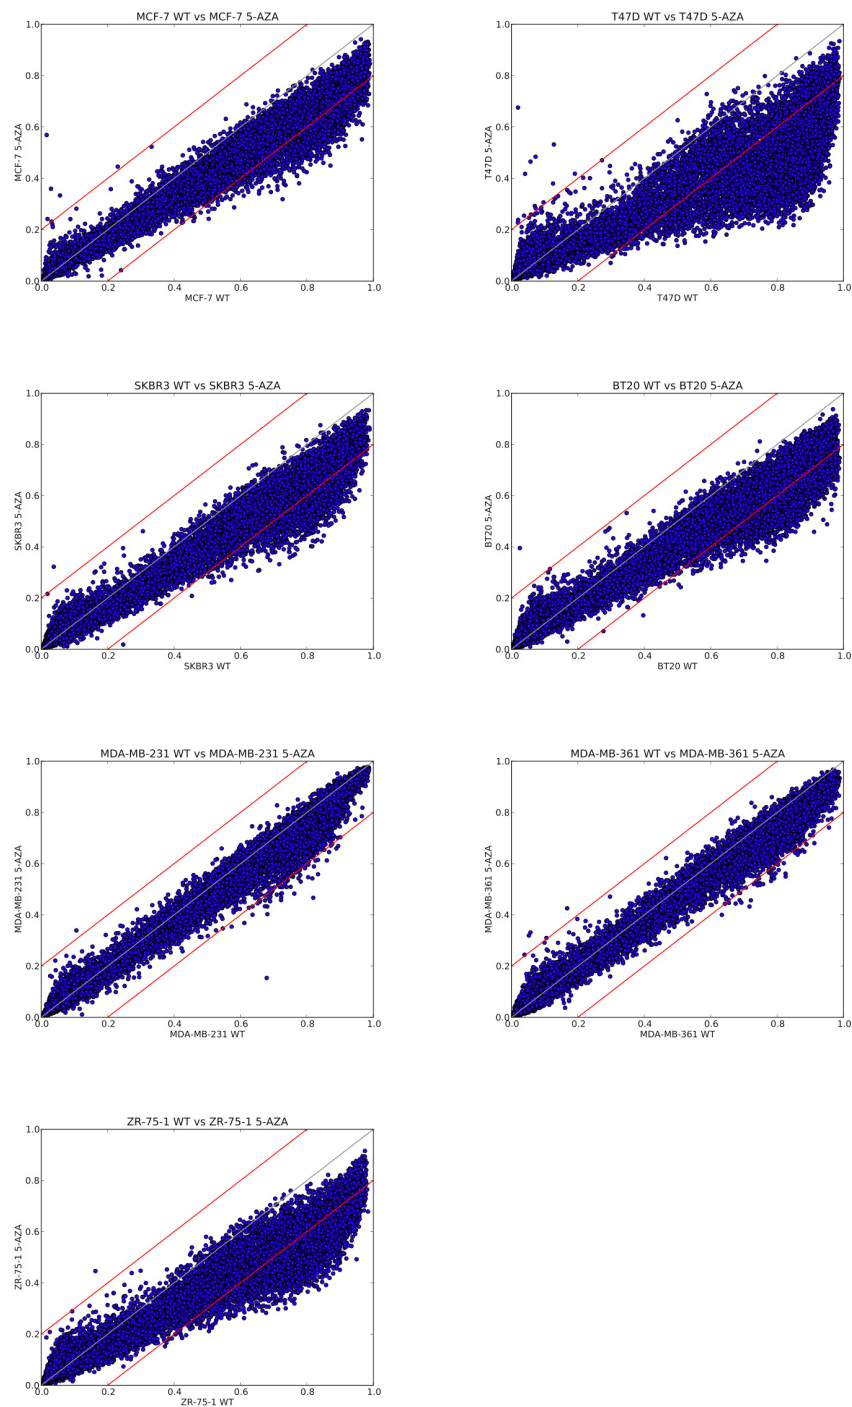 MCF-7 WT vs MCF-7 5-AZA
1.0
0.8
0.6
0.4
0.2
0.0
MCF-7 5-AZA
0.0 0.2 0.4 0.6 0.8 1.0
MCF-7 WT
T47D WT vs T47D 5-AZA
1.0
0.8
0.6
0.4
0.2
0.0
T47D 5-AZA
0.0 0.2 0.4 0.6 0.8 1.0
T47D WT
SKBR3 WT vs SKBR3 5-AZA
1.0
0.8
0.6
0.4
0.2
0.0
SKBR3 5-AZA
0.0 0.2 0.4 0.6 0.8 1.0
SKBR3 WT
BT20 WT vs BT20 5-AZA
1.0
0.8
0.6
0.4
0.2
0.0
BT20 5-AZA
0.0 0.2 0.4 0.6 0.8 1.0
BT20 WT
MDA-MB-231 WT vs MDA-MB-231 5-AZA
1.0
0.8
0.6
0.4
0.2
0.0
MDA-MB-231 5-AZA
0.0 0.2 0.4 0.6 0.8 1.0
MDA-MB-231 WT
MDA-MB-361 WT vs MDA-MB-361 5-AZA
1.0
0.8
0.6
0.4
0.2
0.0
MDA-MB-361 5-AZA
0.0 0.2 0.4 0.6 0.8 1.0
MDA-MB-361 WT
ZR-75-1 WT vs ZR-75-1 5-AZA
1.0
0.8
0.6
0.4
0.2
0.0
ZR-75-1 5-AZA
0.0 0.2 0.4 0.6 0.8 1.0
ZR-75-1 WT